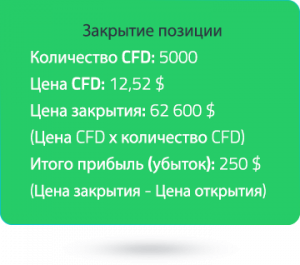 Закрытие позиции
Количество CFD: 5000
Цена CFD: 12,52 $
Цена закрытия: 62 600 $
(Цена CFD x количество CFD)
Итого прибыль (убыток): 250 $
(Цена закрытия - Цена открытия)